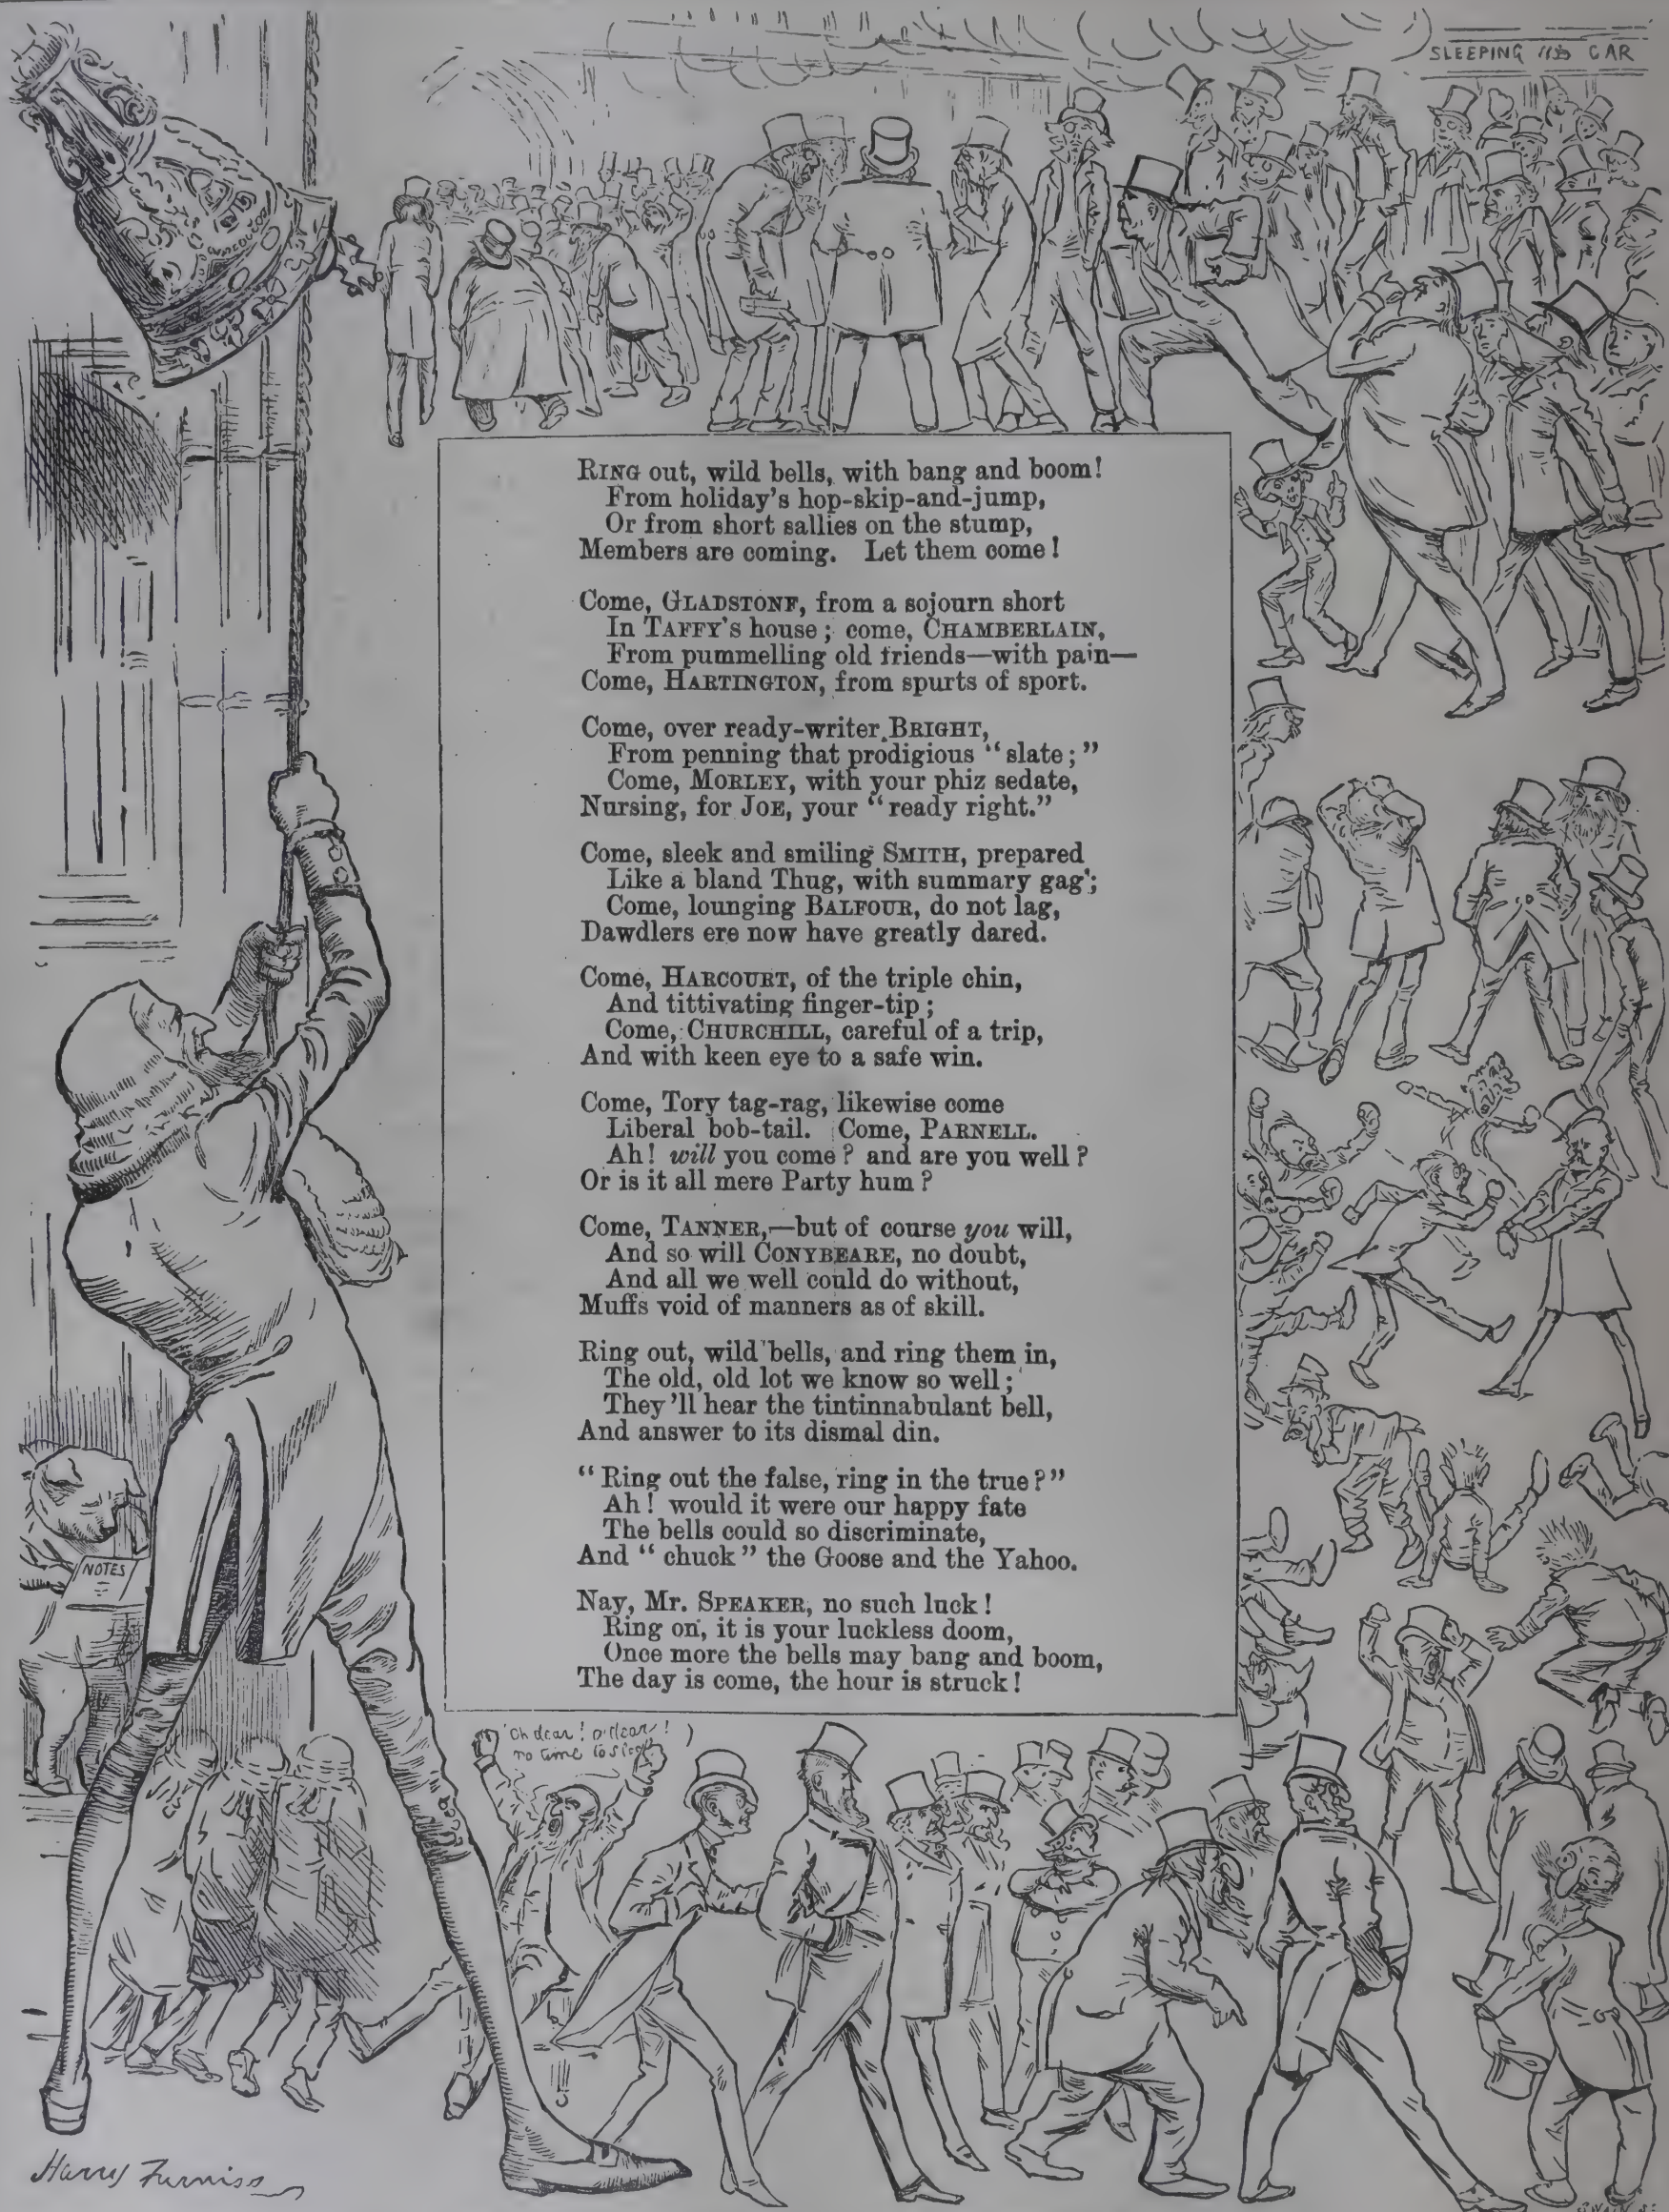 SLEEPING CAR
RING out, wild bells, with bang and boom!
From holiday's hop-skip-and-jump,
Or from short sallies on the stump,
Members are coming. Let them come!
Come, GLADSTONE, from a sojourn short
In TAFFY's house; come, CHAMBERLAIN,
From pummelling old friends—with pain—
Come, HARTINGTON, from spurts of sport.
Come, over ready-writer BRIGHT,
From penning that prodigious "slate;"
Come, MORLEY, with your phiz sedate,
Nursing, for JOE, your "ready right."
Come, sleek and smiling SMITH, prepared
Like a bland Thug, with summary gag;
Come, lounging BALFOUR, do not lag,
Dawdlers ere now have greatly dared.
Come, HARCOURT, of the triple chin,
And tittivating finger-tip;
Come, CHURCHILL, careful of a trip,
And with keen eye to a safe win.
Come, Tory tag-rag, likewise come
Liberal bob-tail. Come, PARNELL.
Ah! will you come? and are you well?
Or is it all mere Party hum?
Come, TANNER,—but of course you will,
And so will CONYBEARE, no doubt,
And all we well could do without,
Muffs void of manners as of skill.
Ring out, wild bells, and ring them in,
The old, old lot we know so well;
They'll hear the tintinnabulant bell,
And answer to its dismal din.
"Ring out the false, ring in the true?"
Ah! would it were our happy fate
The bells could so discriminate,
And "chuck" the Goose and the Yahoo.
Nay, Mr. SPEAKER, no such luck!
Ring on, it is your luckless doom,
Once more the bells may bang and boom,
The day is come, the hour is struck!
NOTES
Oh dear! o dear!
no time to
Harry Furniss